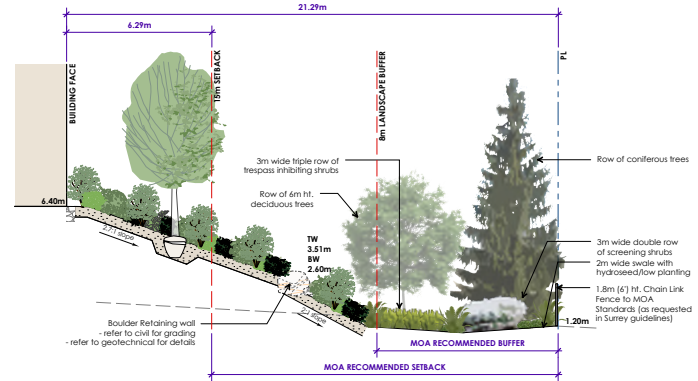 21.29m
6.29m
BUILDING FACE
15m SETBACK
8m LANDSCAPE BUFFER
PL
3m wide triple row of
trespass inhibiting shrubs
Row of coniferous trees
Row of 6m ht.
deciduous trees
6.40m
2.7:1 slope
TW
3.51m
BW
2.60m
3m wide double row
of screening shrubs
2m wide swale with
hydroseed/low planting
1.8m (6') ht. Chain Link
Fence to MOA
Standards (as requested
in Surrey guidelines)
1.20m
2:1 slope
Boulder Retaining wall
- refer to civil for grading
- refer to geotechnical for details
MOA RECOMMENDED BUFFER
MOA RECOMMENDED SETBACK